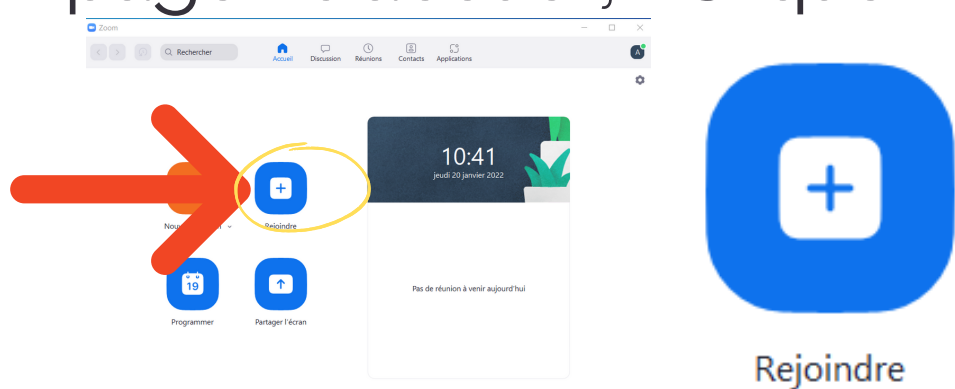 Zoom
Rechercher
Accueil
Discussion
Réunions
Contacts
Applications
A
10:41
jeudi 20 janvier 2022
Rejoindre
19
Pas de réunion à venir aujourd'hui
Programmer
Partager l'écran
Rejoindre